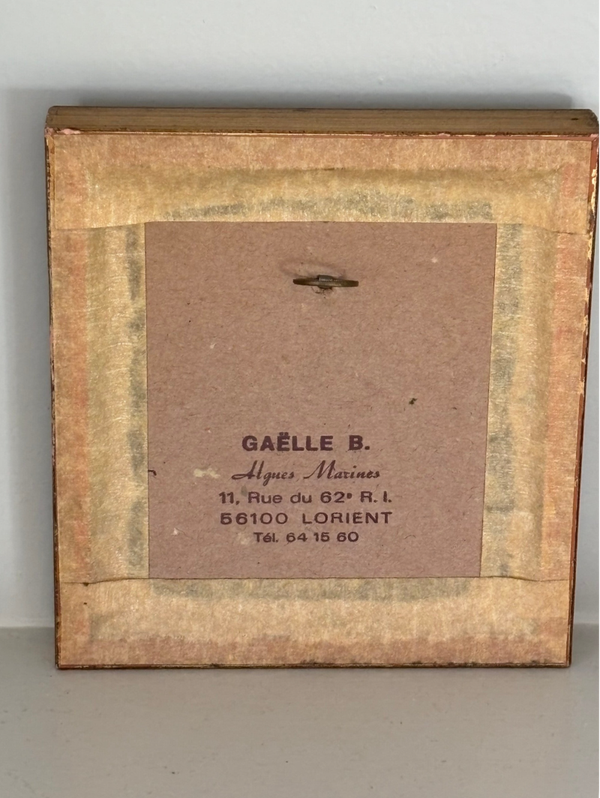 GAËLLE B.
Algues Marines
11, Rue du 62e R. I.
56100 LORIENT
Tél. 64 15 60